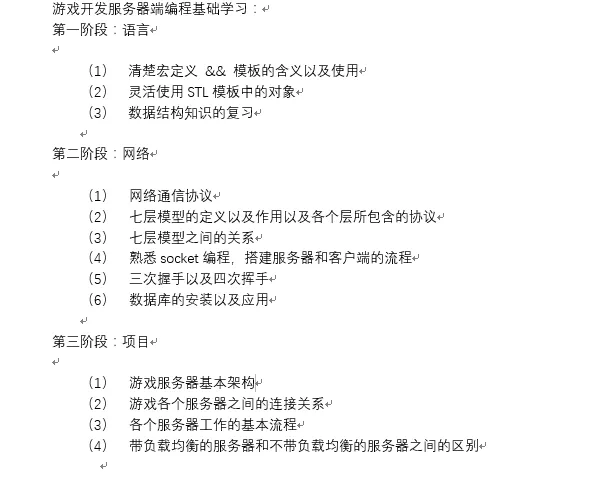 游戏开发服务器端编程基础学习：
第一阶段：语言
（1） 清楚宏定义 && 模板的含义以及使用
（2） 灵活使用 STL 模板中的对象
（3） 数据结构知识的复习
第二阶段：网络
（1） 网络通信协议
（2） 七层模型的定义以及作用以及各个层所包含的协议
（3） 七层模型之间的关系
（4） 熟悉 socket 编程，搭建服务器和客户端的流程
（5） 三次握手以及四次挥手
（6） 数据库的安装以及应用
第三阶段：项目
（1） 游戏服务器基本架构
（2） 游戏各个服务器之间的连接关系
（3） 各个服务器工作的基本流程
（4） 带负载均衡的服务器和不带负载均衡的服务器之间的区别